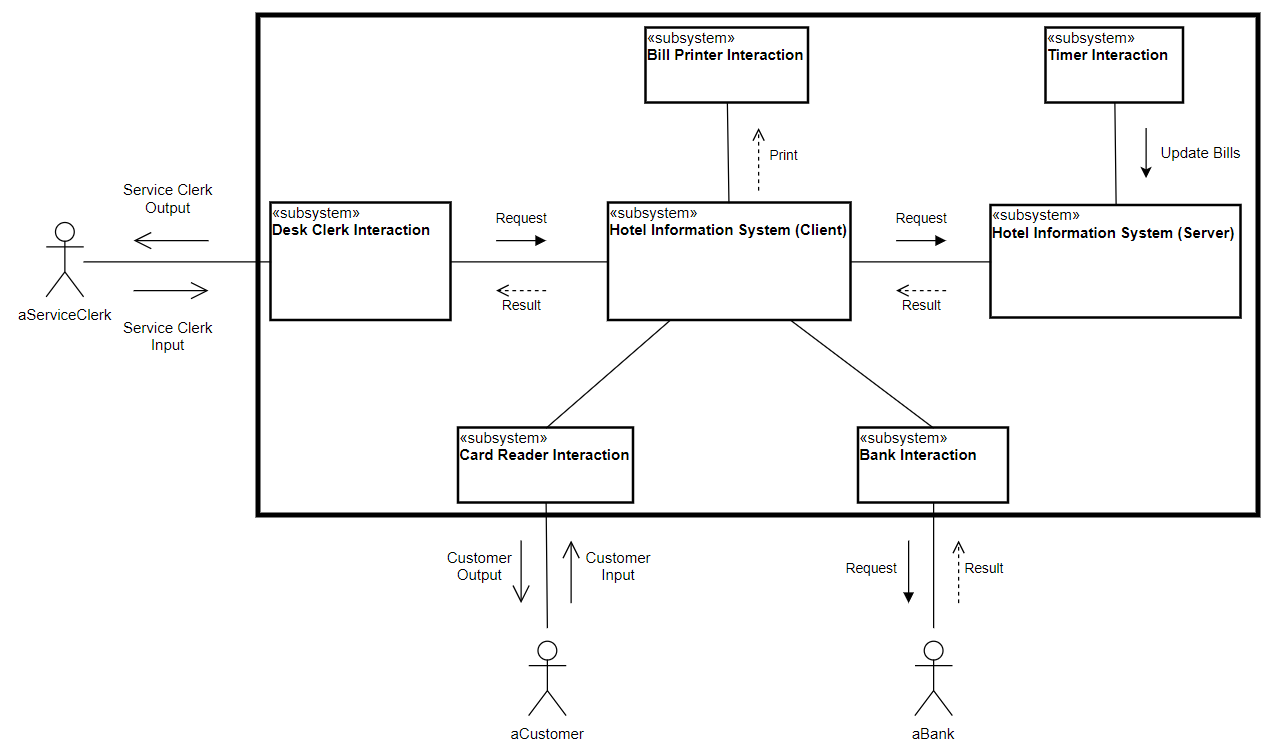 «subsystem»
Bill Printer Interaction
«subsystem»
Timer Interaction
Print
Update Bills
Service Clerk
Output
«subsystem»
Desk Clerk Interaction
Request
Result
«subsystem»
Hotel Information System (Client)
Request
Result
«subsystem»
Hotel Information System (Server)
aServiceClerk
Service Clerk
Input
«subsystem»
Card Reader Interaction
«subsystem»
Bank Interaction
Customer
Output
Customer
Input
Request
Result
aCustomer
aBank